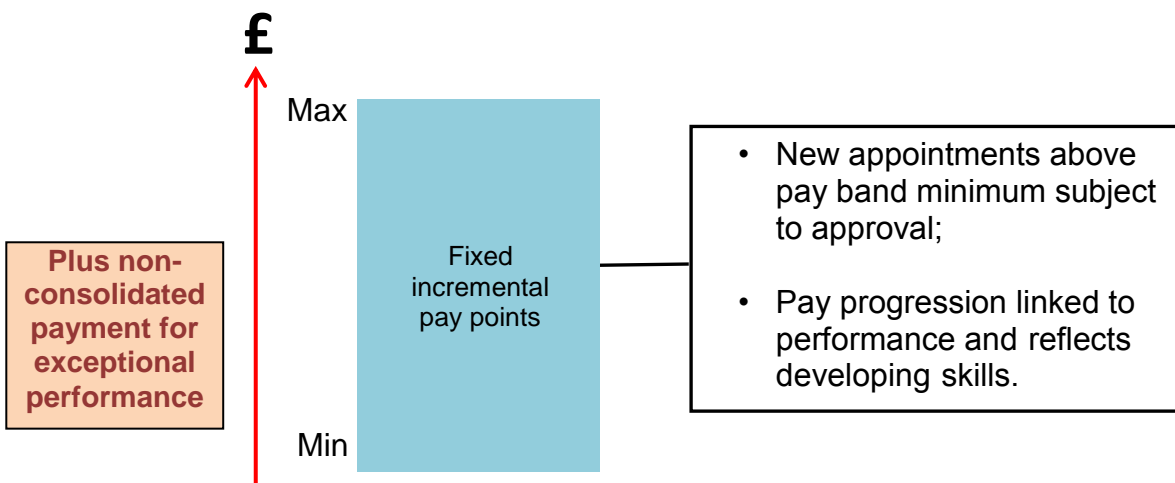 £
Max
Min
Plus non-
consolidated
payment for
exceptional
performance
Fixed
incremental
pay points
• New appointments above
pay band minimum subject
to approval;
• Pay progression linked to
performance and reflects
developing skills.